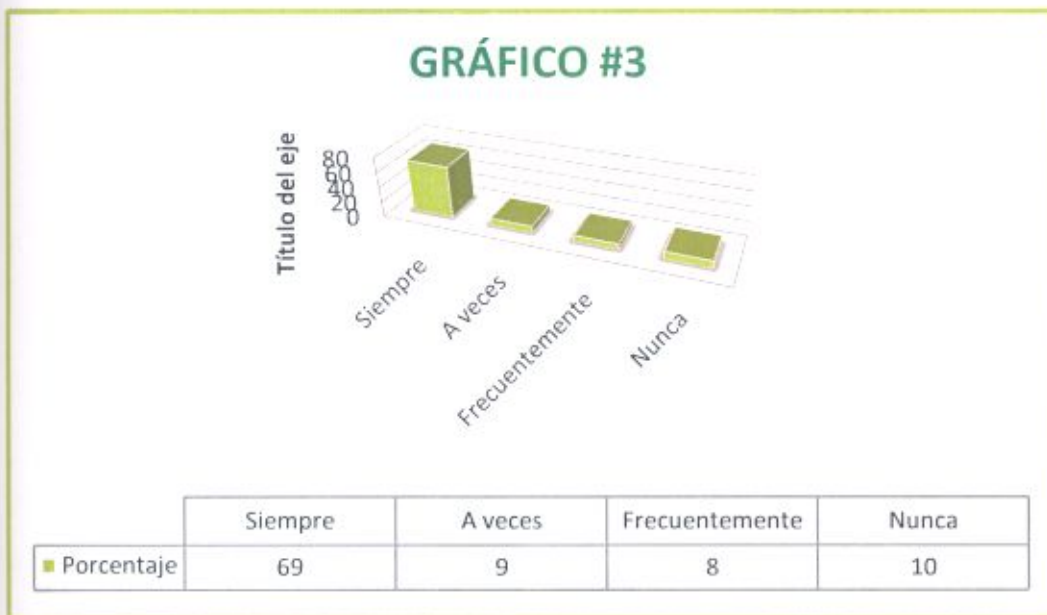 GRÁFICO #3
Título del eje
80
60
40
20
0
Siempre
A veces
Frecuentemente
Nunca
Siempre A veces Frecuentemente Nunca
Porcentaje 69 9 8 10